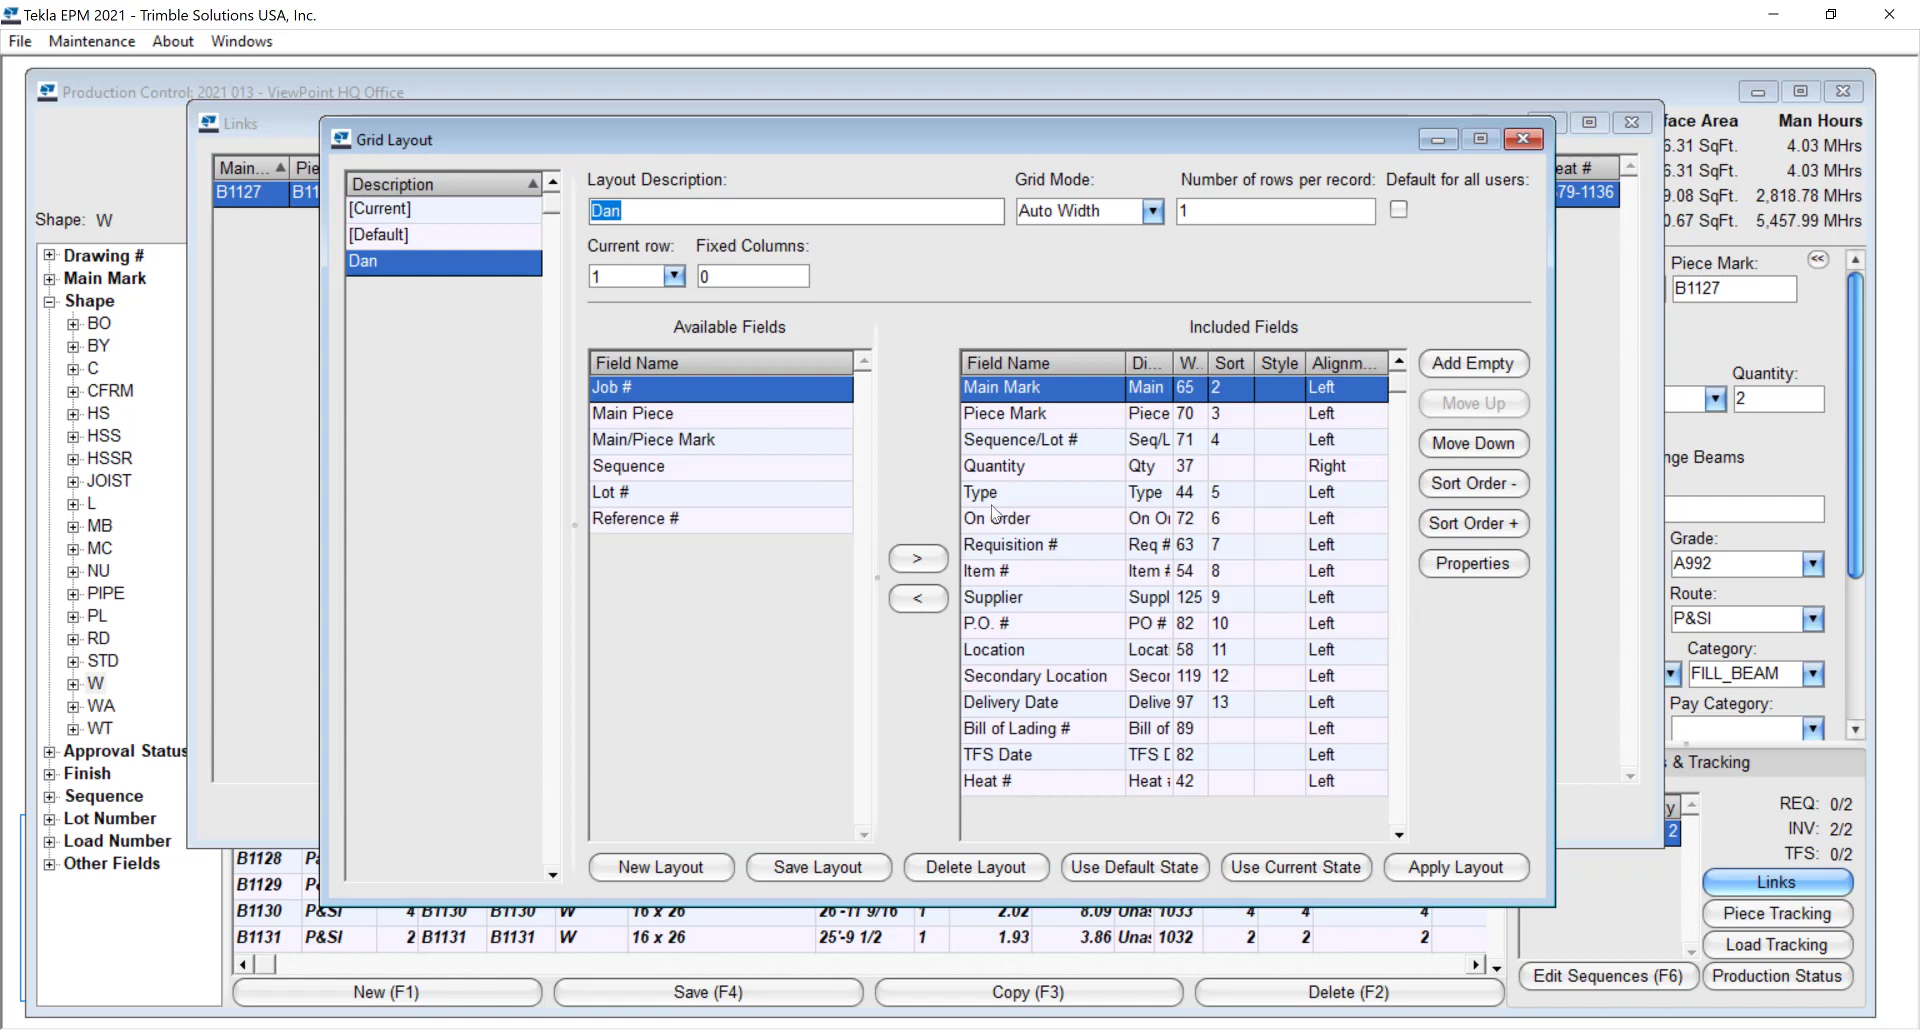 Tekla EPM 2021 - Trimble Solutions USA, Inc.
File Maintenance About Windows
Production Control: 2021 013 - ViewPoint HQ Office
Links
Grid Layout
Shape: W
Drawing #
Main Mark
Shape
BO
BY
C
CFRM
HS
HSS
HSSR
JOIST
L
MB
MC
NU
PIPE
PL
RD
STD
W
WA
WT
Approval Status
Finish
Sequence
Lot Number
Load Number
Other Fields
Main... Pie
B1127 B11
Description
[Current]
[Default]
Dan
Layout Description: Grid Mode: Number of rows per record: Default for all users:
Dan Auto Width 1
Current row: Fixed Columns:
1 0
Available Fields
Field Name
Job #
Main Piece
Main/Piece Mark
Sequence
Lot #
Reference #
>
<
Included Fields
Field Name Di... W. Sort Style Alignm...
Main Mark Main 65 2 Left
Piece Mark Piece 70 3 Left
Sequence/Lot # Seq/L 71 4 Left
Quantity Qty 37 Right
Type Type 44 5 Left
On Order On Or 72 6 Left
Requisition # Req # 63 7 Left
Item # Item # 54 8 Left
Supplier Suppl 125 9 Left
P.O. # PO # 82 10 Left
Location Locat 58 11 Left
Secondary Location Secor 119 12 Left
Delivery Date Delive 97 13 Left
Bill of Lading # Bill of 89 Left
TFS Date TFS D 82 Left
Heat # Heat # 42 Left
Add Empty
Move Up
Move Down
Sort Order -
Sort Order +
Properties
New Layout Save Layout Delete Layout Use Default State Use Current State Apply Layout
eat #
79-1136
face Area Man Hours
6.31 SqFt. 4.03 MHrs
6.31 SqFt. 4.03 MHrs
9.08 SqFt. 2,818.78 MHrs
0.67 SqFt. 5,457.99 MHrs
Piece Mark:
B1127
Quantity:
2
nge Beams
Grade:
A992
Route:
P&SI
Category:
FILL_BEAM
Pay Category:
& Tracking
y
2
REQ: 0/2
INV: 2/2
TFS: 0/2
Links
Piece Tracking
Load Tracking
Edit Sequences (F6) Production Status
B1128
B1129
B1130 P&SI 4 B1130 B1130 W 16 x 26 26'-11 9/16 1 2.02 8.09 Una: 1033 4 4 4
B1131 P&SI 2 B1131 B1131 W 16 x 26 25'-9 1/2 1 1.93 3.86 Una: 1032 2 2 2
New (F1) Save (F4) Copy (F3) Delete (F2)